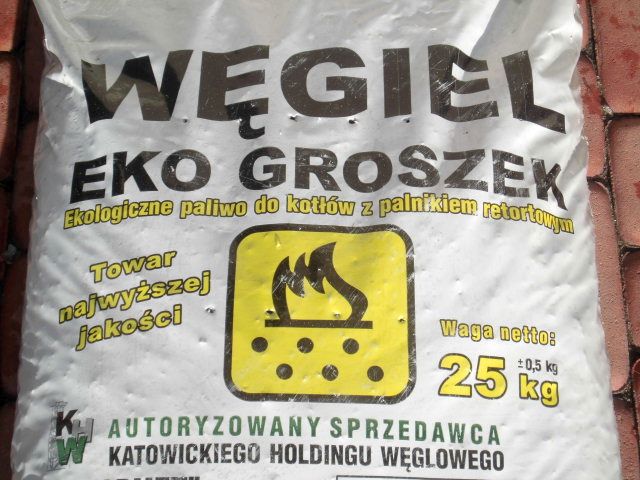 WĘGIEL
EKO GROSZEK
Ekologiczne paliwo do kotłów z palnikiem retortowym
Towar
najwyższej
jakości
Waga netto:
25 kg
± 0,5 kg
KHW
AUTORYZOWANY SPRZEDAWCA
KATOWICKIEGO HOLDINGU WĘGLOWEGO